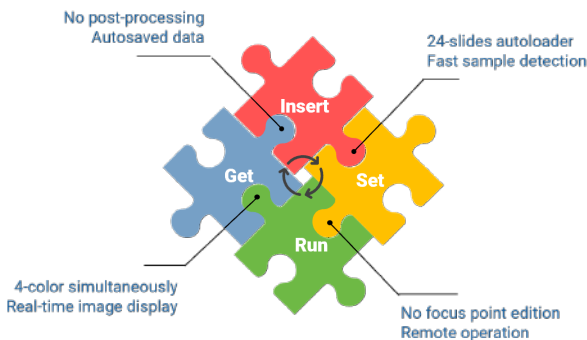 No post-processing
Autosaved data
24-slides autoloader
Fast sample detection
Insert
Get
Set
Run
4-color simultaneously
Real-time image display
No focus point edition
Remote operation